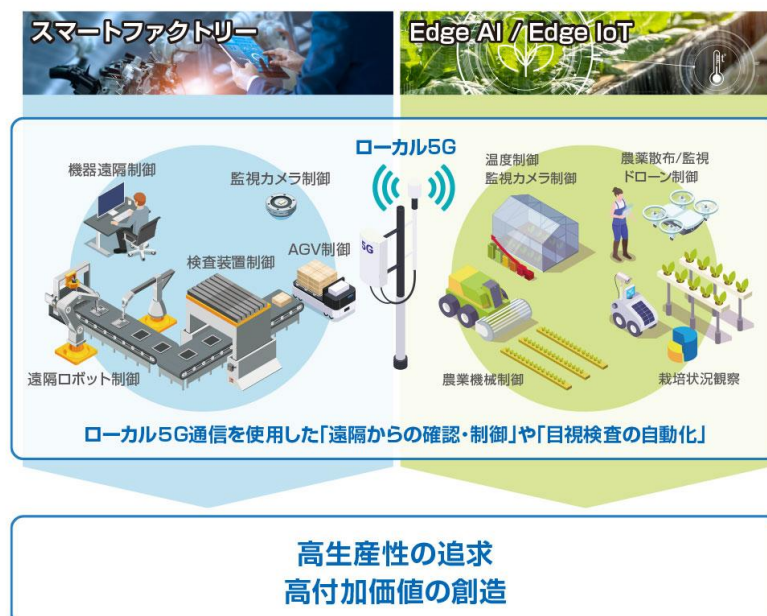 スマートファクトリー
Edge AI / Edge IoT
ローカル5G
機器遠隔制御
監視カメラ制御
検査装置制御
AGV制御
遠隔ロボット制御
5G
温度制御
監視カメラ制御
農薬散布/監視
ドローン制御
農業機械制御
栽培状況観察
ローカル5G通信を使用した「遠隔からの確認・制御」や「目視検査の自動化」
高生産性の追求
高付加価値の創造